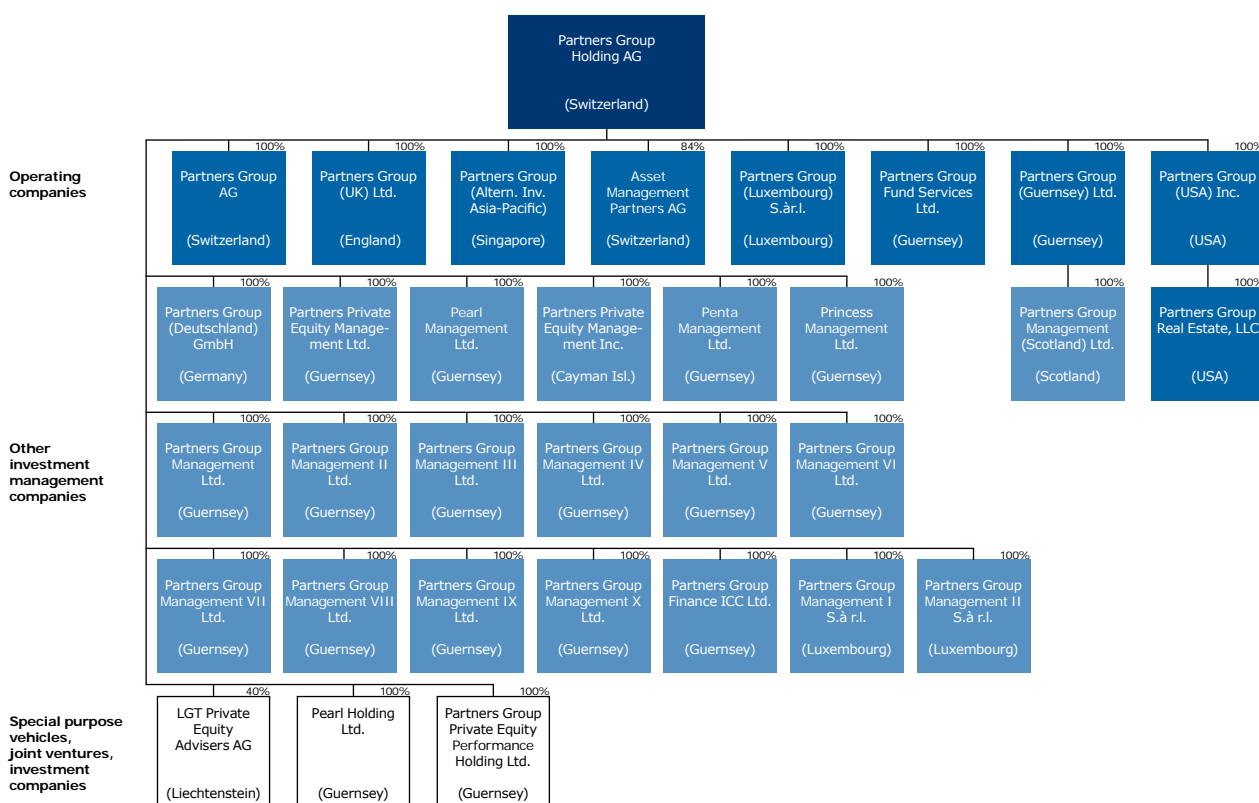 Partners Group
Holding AG
(Switzerland)
Operating
companies
100%
Partners Group
AG
(Switzerland)
100%
Partners Group
(UK) Ltd.
(England)
100%
Partners Group
(Altern. Inv.
Asia-Pacific)
(Singapore)
84%
Asset
Management
Partners AG
(Switzerland)
100%
Partners Group
(Luxembourg)
S.àr.l.
(Luxembourg)
100%
Partners Group
Fund Services
Ltd.
(Guernsey)
100%
Partners Group
(Guernsey) Ltd.
(Guernsey)
100%
Partners Group
(USA) Inc.
(USA)
100%
Partners Group
(Deutschland)
GmbH
(Germany)
100%
Partners Private
Equity Manage-
ment Ltd.
(Guernsey)
100%
Pearl
Management
Ltd.
(Guernsey)
100%
Partners Private
Equity Manage-
ment Inc.
(Cayman Isl.)
100%
Penta
Management
Ltd.
(Guernsey)
100%
Princess
Management
Ltd.
(Guernsey)
100%
Partners Group
Management
(Scotland) Ltd.
(Scotland)
100%
Partners Group
Real Estate, LLC
(USA)
Other
investment
management
companies
100%
Partners Group
Management
Ltd.
(Guernsey)
100%
Partners Group
Management II
Ltd.
(Guernsey)
100%
Partners Group
Management III
Ltd.
(Guernsey)
100%
Partners Group
Management IV
Ltd.
(Guernsey)
100%
Partners Group
Management V
Ltd.
(Guernsey)
100%
Partners Group
Management VI
Ltd.
(Guernsey)
100%
Partners Group
Management VII
Ltd.
(Guernsey)
100%
Partners Group
Management VIII
Ltd.
(Guernsey)
100%
Partners Group
Management IX
Ltd.
(Guernsey)
100%
Partners Group
Management X
Ltd.
(Guernsey)
100%
Partners Group
Finance ICC Ltd.
(Guernsey)
100%
Partners Group
Management I
S.à r.l.
(Luxembourg)
100%
Partners Group
Management II
S.à r.l.
(Luxembourg)
Special purpose
vehicles,
joint ventures,
investment
companies
40%
LGT Private
Equity
Advisers AG
(Liechtenstein)
100%
Pearl Holding
Ltd.
(Guernsey)
100%
Partners Group
Private Equity
Performance
Holding Ltd.
(Guernsey)